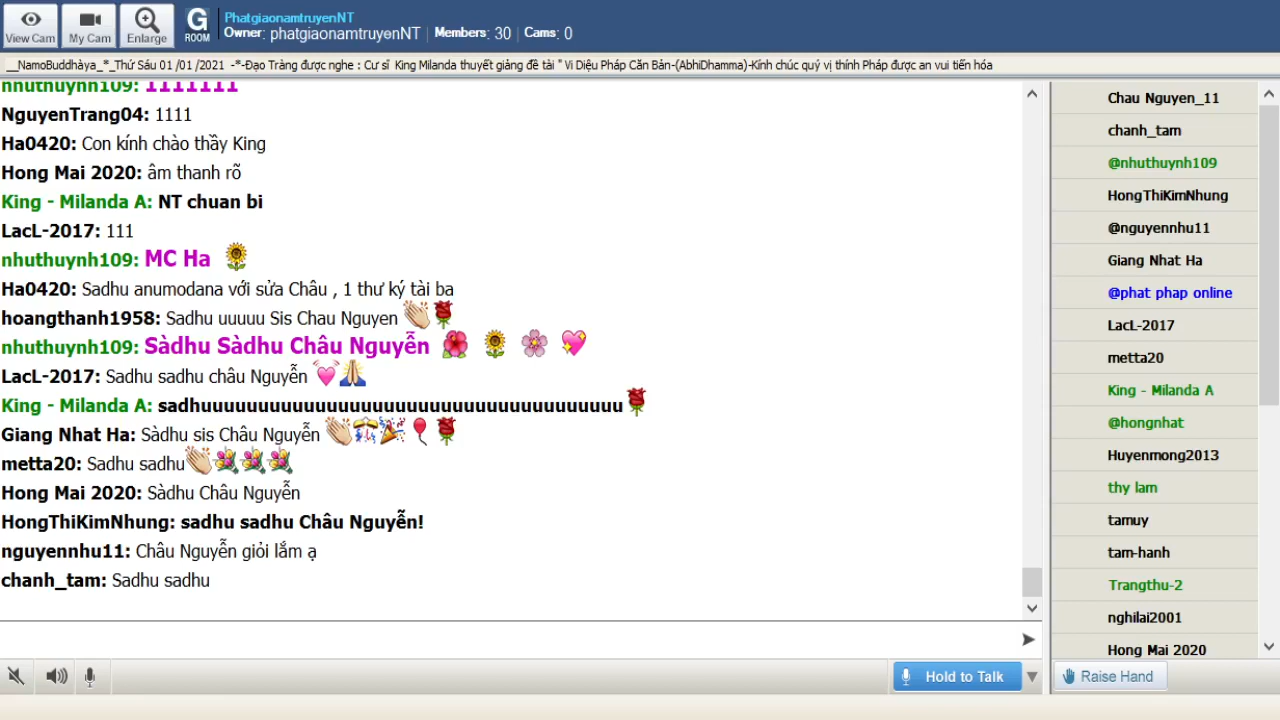 View Cam
My Cam
Enlarge
G
ROOM
PhatgiaonamtruyenNT
Owner: phatgiaonamtruyenNT | Members: 30 | Cams: 0
__NamoBuddhàya_*_Thứ Sáu 01 /01 /2021 -*-Đạo Tràng được nghe : Cư sĩ King Milanda thuyết giảng đề tài " Vi Diệu Pháp Căn Bản-(AbhiDhamma)-Kính chúc quý vị thính Pháp được an vui tiến hóa
nhuthuynh109: 1111111
NguyenTrang04: 1111
Ha0420: Con kính chào thầy King
Hong Mai 2020: âm thanh rõ
King - Milanda A: NT chuan bi
LacL-2017: 111
nhuthuynh109: MC Ha 🌻
Ha0420: Sadhu anumodana với sửa Châu , 1 thư ký tài ba
hoangthanh1958: Sadhu uuuuu Sis Chau Nguyen 👏🌹
nhuthuynh109: Sàdhu Sàdhu Châu Nguyễn 🌺 🌻 🌸 💖
LacL-2017: Sadhu sadhu châu Nguyễn 💓🙏
King - Milanda A: sadhuuuuuuuuuuuuuuuuuuuuuuuuuuuuuuuuuuuuuu🌹
Giang Nhat Ha: Sàdhu sis Châu Nguyễn 👏🎊🎉🎈🌹
metta20: Sadhu sadhu👏💐💐💐
Hong Mai 2020: Sàdhu Châu Nguyễn
HongThiKimNhung: sadhu sadhu Châu Nguyễn!
nguyennhu11: Châu Nguyễn giỏi lắm ạ
chanh_tam: Sadhu sadhu
Chau Nguyen_11
chanh_tam
@nhuthuynh109
HongThiKimNhung
@nguyennhu11
Giang Nhat Ha
@phat phap online
LacL-2017
metta20
King - Milanda A
@hongnhat
Huyenmong2013
thy lam
tamuy
tam-hanh
Trangthu-2
nghilai2001
Hong Mai 2020
Hold to Talk
Raise Hand